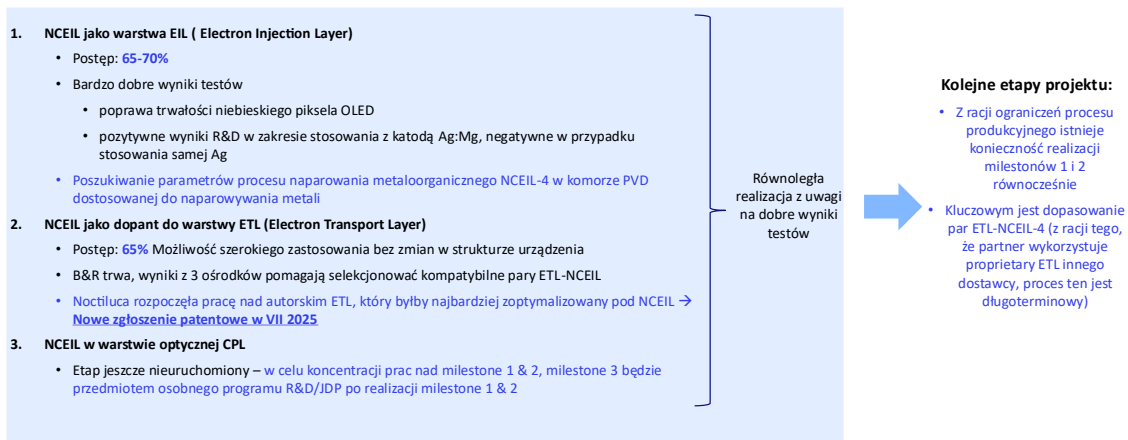 1. NCEIL jako warstwa EIL ( Electron Injection Layer)
• Postęp: 65-70%
• Bardzo dobre wyniki testów
• poprawa trwałości niebieskiego piksela OLED
• pozytywne wyniki R&D w zakresie stosowania z katodą Ag:Mg, negatywne w przypadku
stosowania samej Ag
• Poszukiwanie parametrów procesu naparowania metaloorganicznego NCEIL-4 w komorze PVD
dostosowanej do naparowywania metali
2. NCEIL jako dopant do warstwy ETL (Electron Transport Layer)
• Postęp: 65% Możliwość szerokiego zastosowania bez zmian w strukturze urządzenia
• B&R trwa, wyniki z 3 ośrodków pomagają selekcjonować kompatybilne pary ETL-NCEIL
• Noctiluca rozpoczęła pracę nad autorskim ETL, który byłby najbardziej zoptymalizowany pod NCEIL →
Nowe zgłoszenie patentowe w VII 2025
3. NCEIL w warstwie optycznej CPL
• Etap jeszcze nieuruchomiony – w celu koncentracji prac nad milestone 1 & 2, milestone 3 będzie
przedmiotem osobnego programu R&D/JDP po realizacji milestone 1 & 2
Równoległa
realizacja z uwagi
na dobre wyniki
testów
Kolejne etapy projektu:
• Z racji ograniczeń procesu
produkcyjnego istnieje
konieczność realizacji
milestonów 1 i 2
równocześnie
• Kluczowym jest dopasowanie
par ETL-NCEIL-4 (z racji tego,
że partner wykorzystuje
proprietary ETL innego
dostawcy, proces ten jest
długoterminowy)